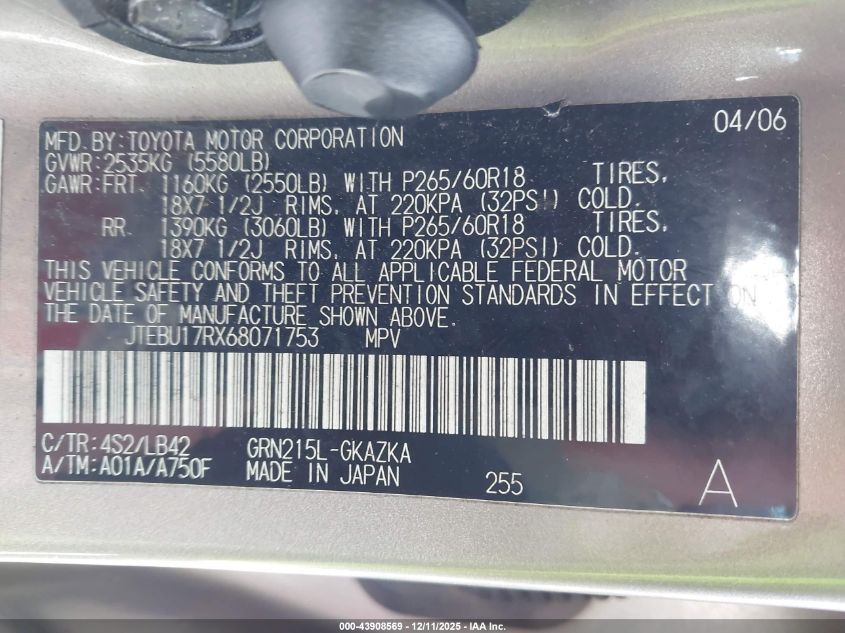 04/06
MFD.BY:TOYOTA MOTOR CORPORATION
GVWR:2535KG (5580LB)
GAWR:FRT. 1160KG (2550LB) WITH P265/60R18 TIRES,
18X7 1/2J RIMS, AT 220KPA (32PSI) COLD.
RR. 1390KG (3060LB) WITH P265/60R18 TIRES,
18X7 1/2J RIMS, AT 220KPA (32PSI) COLD.
THIS VEHICLE CONFORMS TO ALL APPLICABLE FEDERAL MOTOR
VEHICLE SAFETY AND THEFT PREVENTION STANDARDS IN EFFECT ON
THE DATE OF MANUFACTURE SHOWN ABOVE.
JTEBU17RX68071753 MPV
C/TR:4S2/LB42 GRN215L-GKAZKA
A/TM:A01A/A750F MADE IN JAPAN 255 A
000-43908569 - 12/11/2025 - IAA Inc.